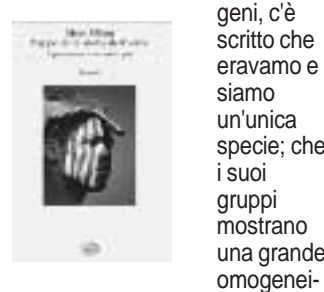 geni, c'è
scritto che
eravamo e
siamo
un'unica
specie; che
i suoi
gruppi
mostrano
una grande
omogenei-